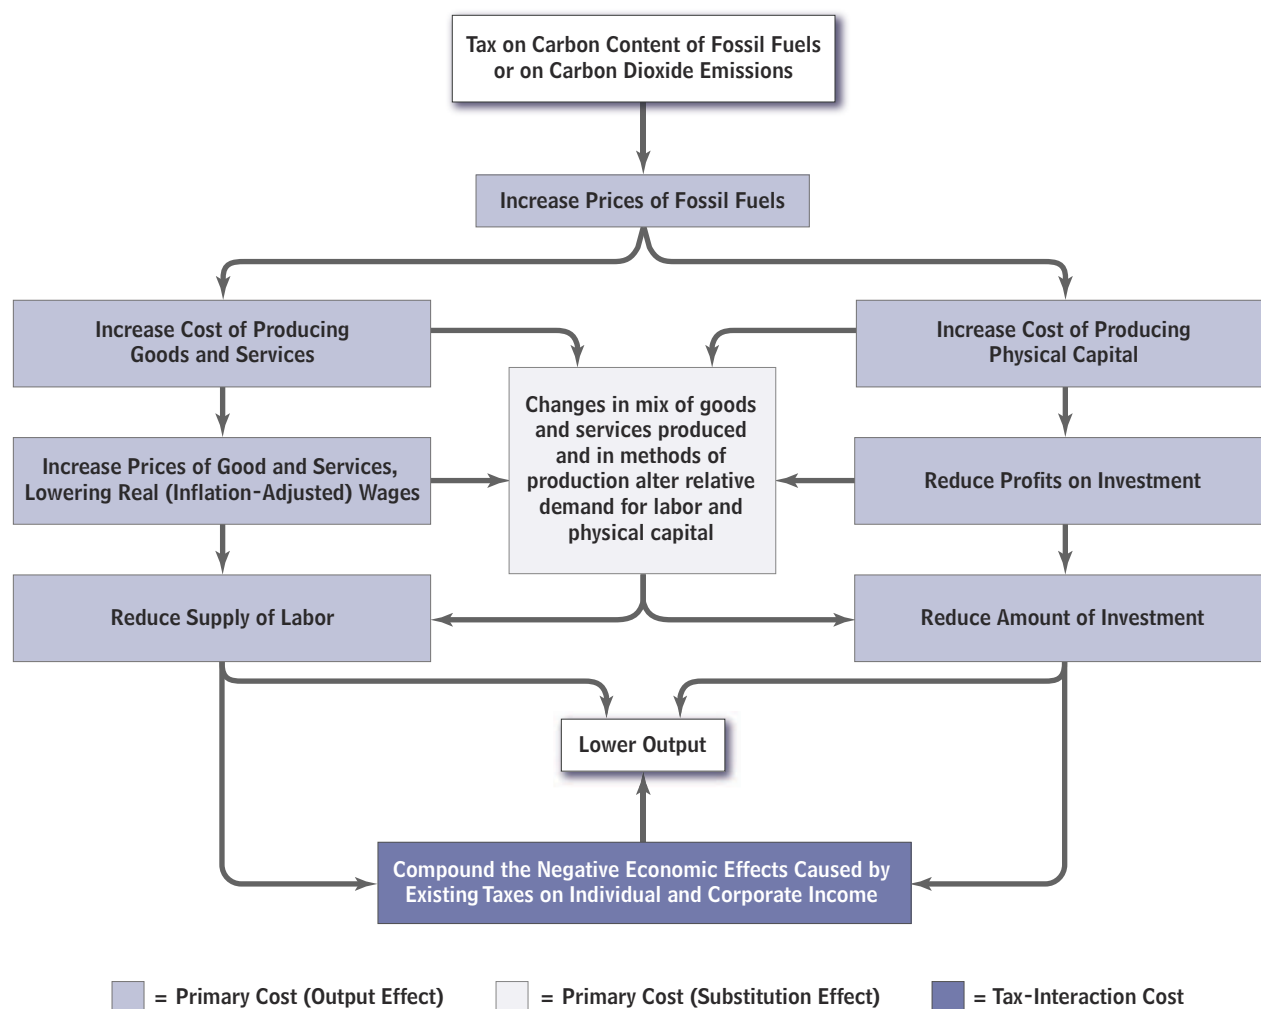 Tax on Carbon Content of Fossil Fuels
or on Carbon Dioxide Emissions
Increase Prices of Fossil Fuels
Increase Cost of Producing
Goods and Services
Increase Cost of Producing
Physical Capital
Changes in mix of goods
and services produced
and in methods of
production alter relative
demand for labor and
physical capital
Increase Prices of Good and Services,
Lowering Real (Inflation-Adjusted) Wages
Reduce Profits on Investment
Reduce Supply of Labor
Reduce Amount of Investment
Lower Output
Compound the Negative Economic Effects Caused by
Existing Taxes on Individual and Corporate Income
= Primary Cost (Output Effect)
= Primary Cost (Substitution Effect)
= Tax-Interaction Cost